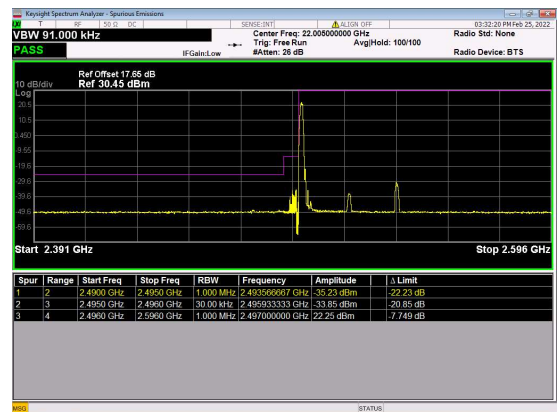 Keysight Spectrum Analyzer - Spurious Emissions
LXI T RF 50 Ω DC SENSE:INT ALIGN OFF 03:32:20 PM Feb 25, 2022
VBW 91.000 kHz Center Freq: 22.005000000 GHz Radio Std: None
Trig: Free Run Avg|Hold: 100/100
PASS IFGain:Low #Atten: 26 dB Radio Device: BTS
Ref Offset 17.65 dB
10 dB/div Ref 30.45 dBm
Log
20.5
10.5
0.450
-9.55
-19.6
-29.6
-39.6
-49.6
-59.6
Start 2.391 GHz Stop 2.596 GHz
Spur Range Start Freq Stop Freq RBW Frequency Amplitude Δ Limit
1 2 2.4900 GHz 2.4950 GHz 1.000 MHz 2.493566667 GHz -35.23 dBm -22.23 dB
2 3 2.4950 GHz 2.4960 GHz 30.00 kHz 2.495933333 GHz -33.85 dBm -20.85 dB
3 4 2.4960 GHz 2.5960 GHz 1.000 MHz 2.497000000 GHz 22.25 dBm -7.749 dB
MSG STATUS